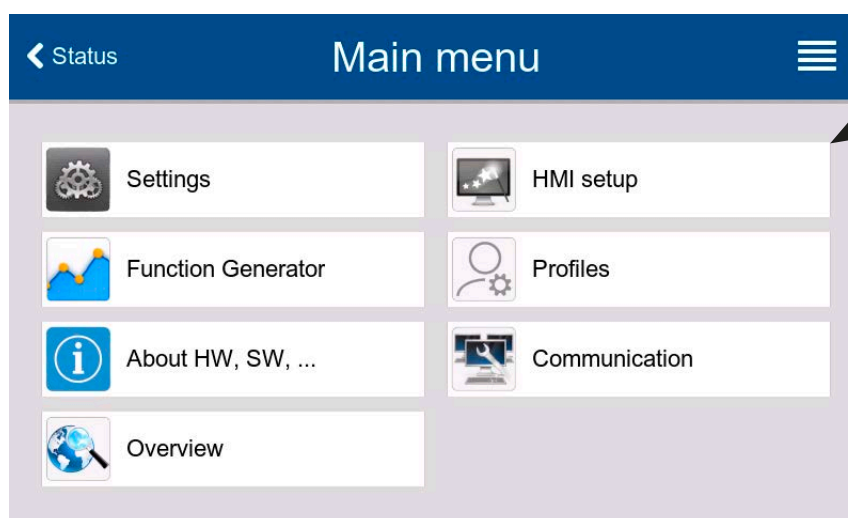 Status
Main menu
Settings
HMI setup
Function Generator
Profiles
About HW, SW, ...
Communication
Overview